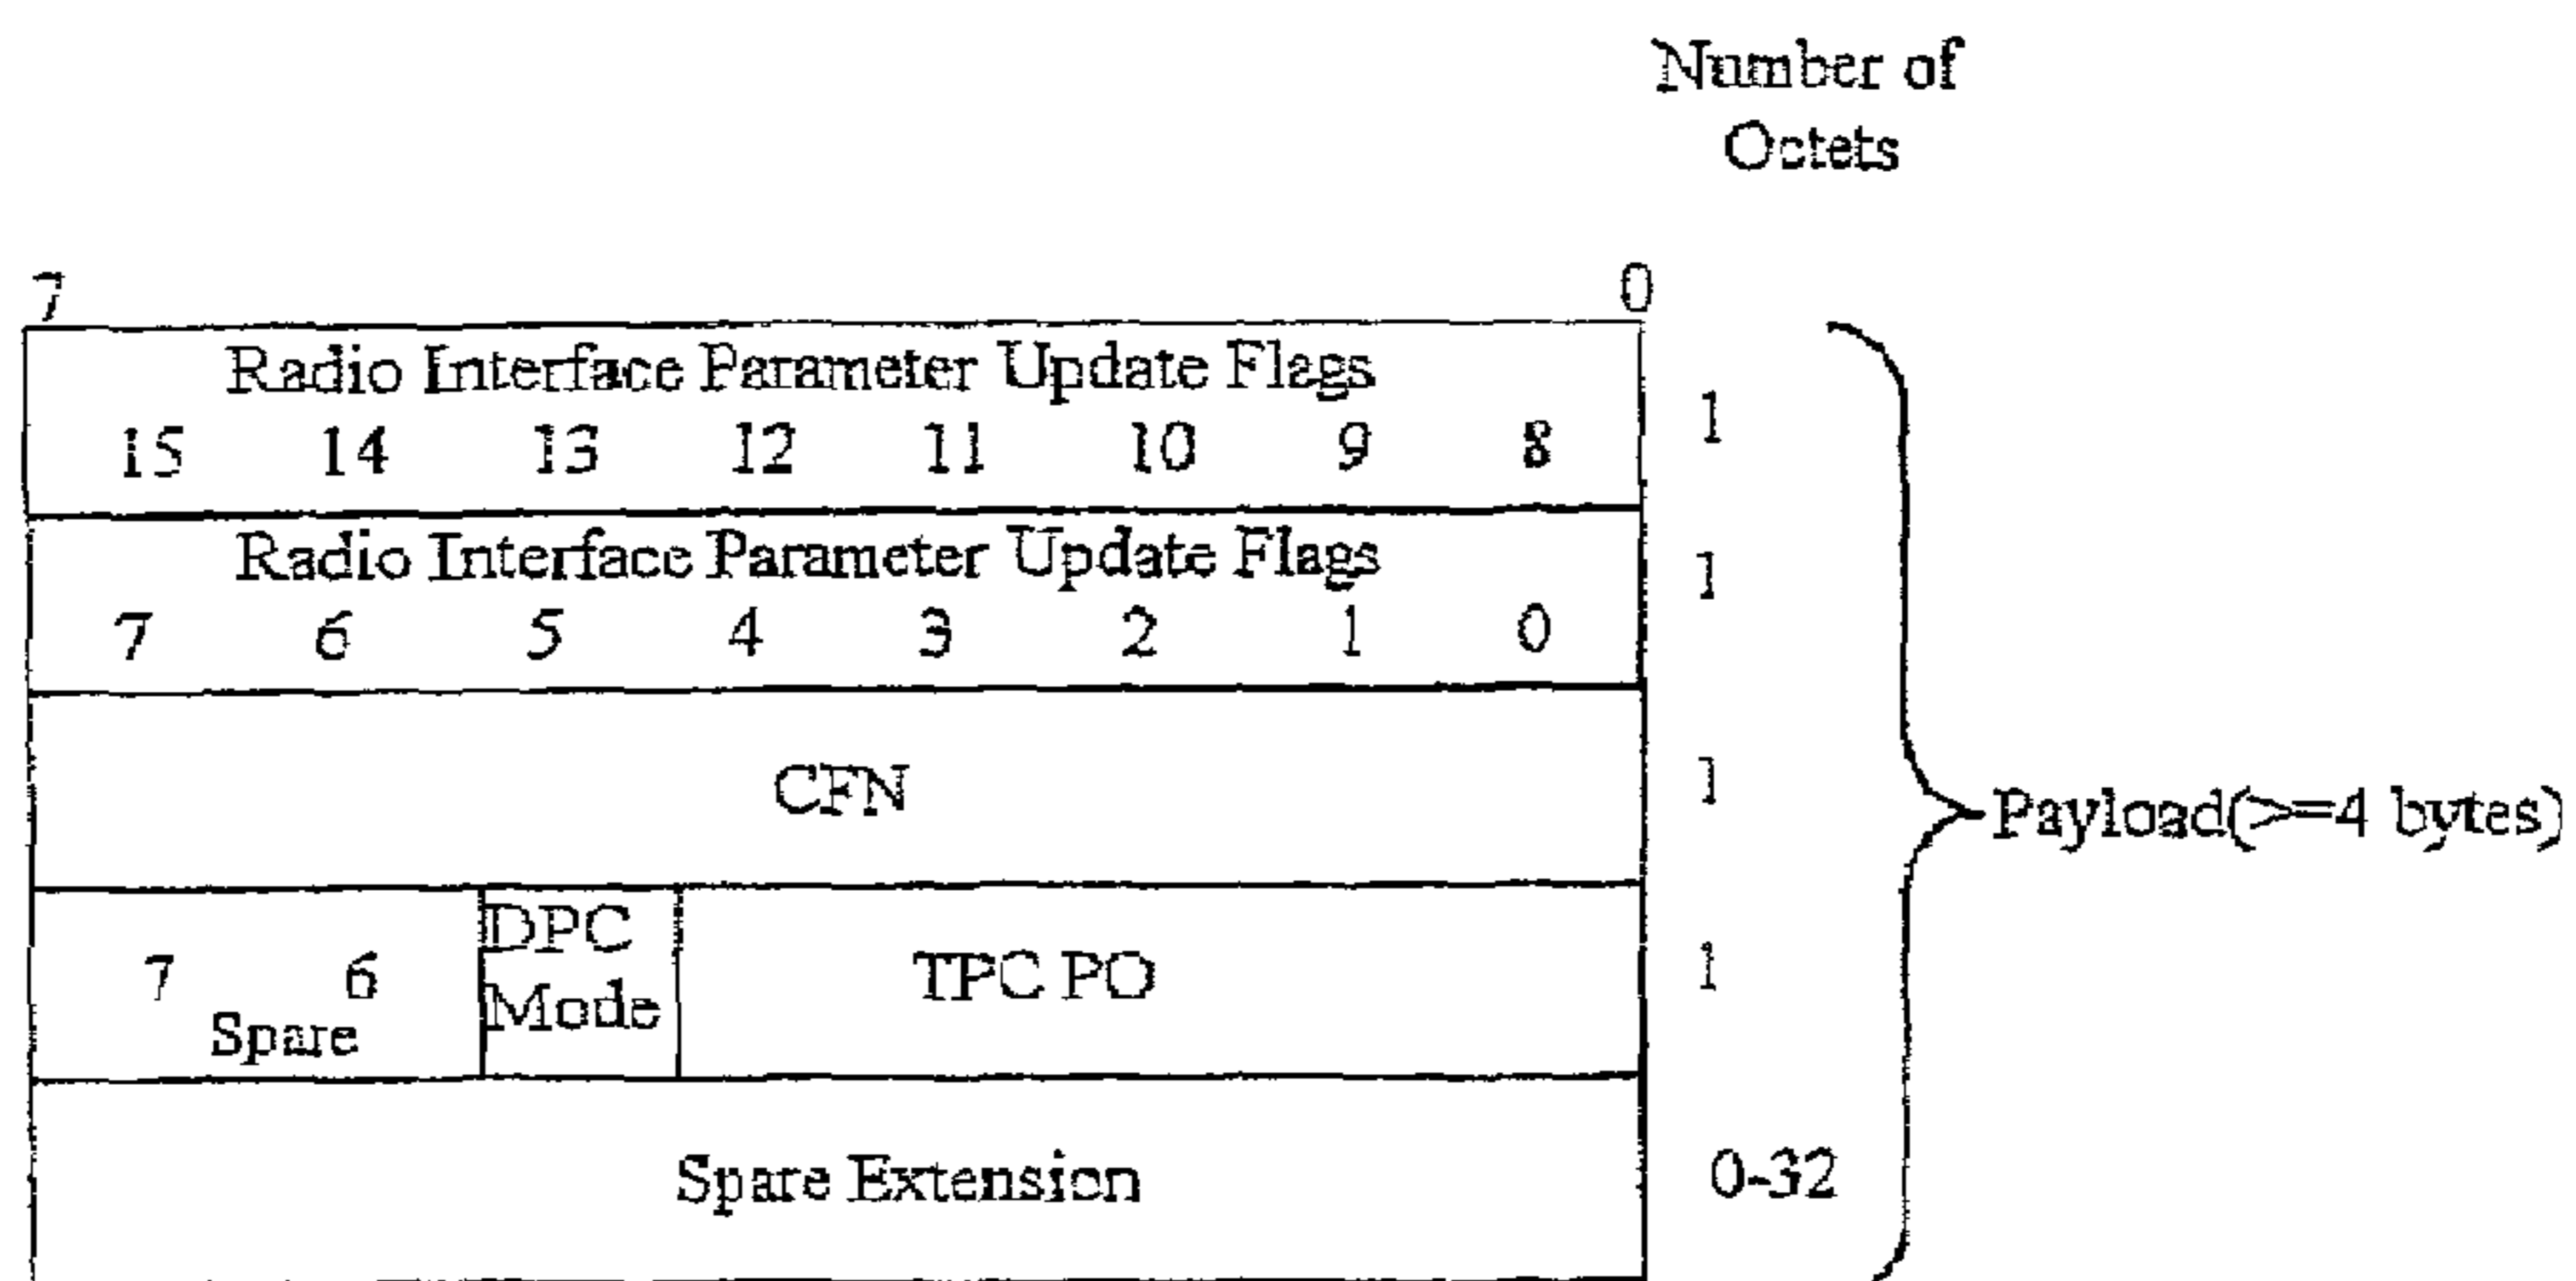 Number of
Octets
7 0
Radio Interface Parameter Update Flags
15 14 13 12 11 10 9 8
1
Radio Interface Parameter Update Flags
7 6 5 4 3 2 1 0
1
CFN
1
Payload(>=4 bytes)
7 6
Spare
DPC
Mode
TPC PO
1
Spare Extension
0-32